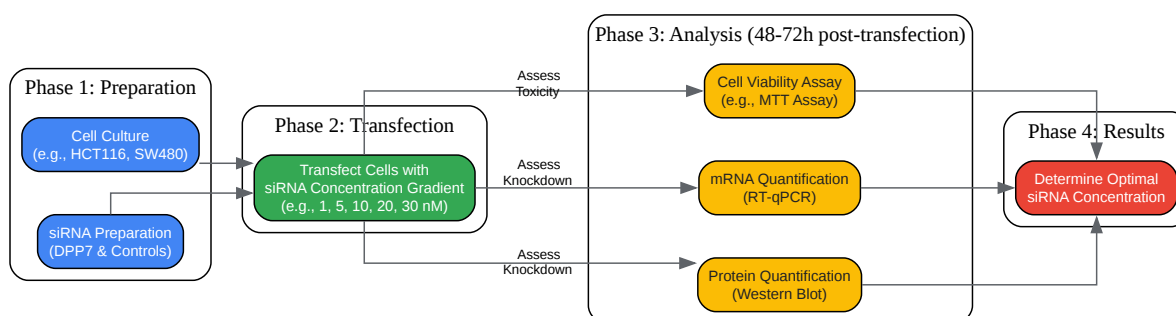 Phase 1: Preparation
Cell Culture
(e.g., HCT116, SW480)
siRNA Preparation
(DPP7 & Controls)
Phase 2: Transfection
Transfect Cells with
siRNA Concentration Gradient
(e.g., 1, 5, 10, 20, 30 nM)
Assess
Toxicity
Assess
Knockdown
Assess
Knockdown
Phase 3: Analysis (48-72h post-transfection)
Cell Viability Assay
(e.g., MTT Assay)
mRNA Quantification
(RT-qPCR)
Protein Quantification
(Western Blot)
Phase 4: Results
Determine Optimal
siRNA Concentration